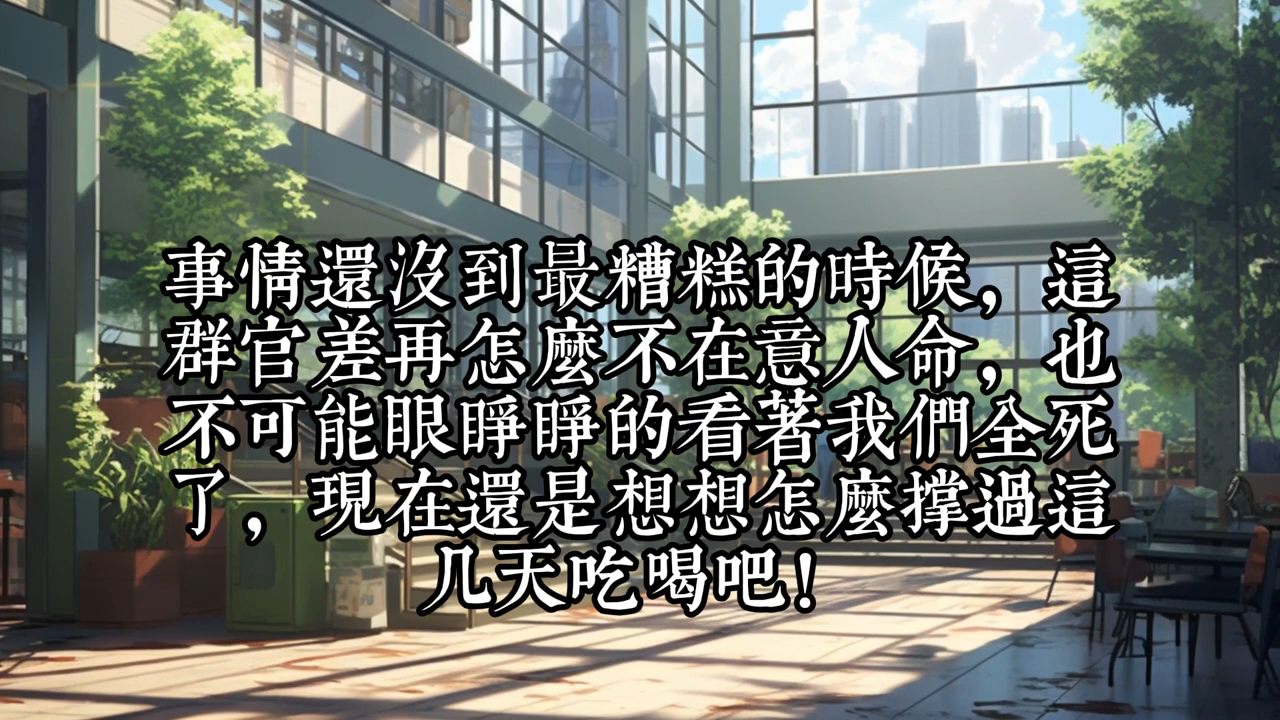 事情還沒到最糟糕的時候，這
群官差再怎麼不在意人命，也
不可能眼睜睜的看著我們全死
了，現在還是想想怎麼撐過這
几天吃喝吧！